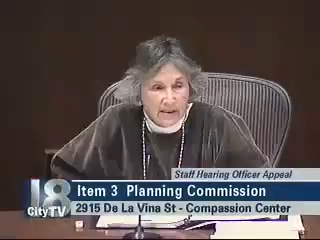 Staff Hearing Officer Appeal
18
CityTV
Item 3 Planning Commission
2915 De La Vina St - Compassion Center